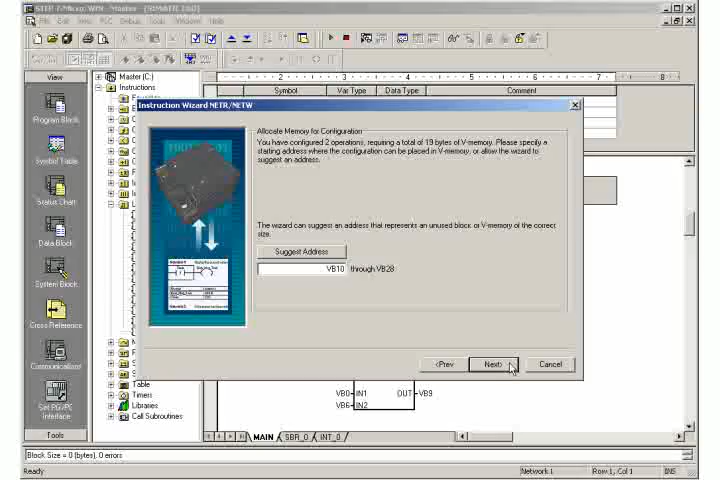 STEP 7-Micro/WIN - Master - [SIMATIC LAD]
File Edit View PLC Debug Tools Windows Help
View
Master (C:)
Instructions
3 · 4 · 5 · 6 · 7 · 8
Symbol Var Type Data Type Comment
Program Block
Symbol Table
Status Chart
Data Block
System Block
Cross Reference
Communications
Set PG/PC
Interface
Tools
Instruction Wizard NETR/NETW
Allocate Memory for Configuration
You have configured 2 operations, requiring a total of 19 bytes of V-memory. Please specify a
starting address where the configuration can be placed in V-memory, or allow the wizard to
suggest an address.
The wizard can suggest an address that represents an unused block or V-memory of the correct
size.
Suggest Address
VB10 through VB28
<Prev Next> Cancel
Table
Timers
Libraries
Call Subroutines
VB0 IN1 OUT VB9
VB6 IN2
MAIN SBR_0 INT_0
Block Size = 0 (bytes), 0 errors
Ready Network 1 Row 1, Col 1 INS